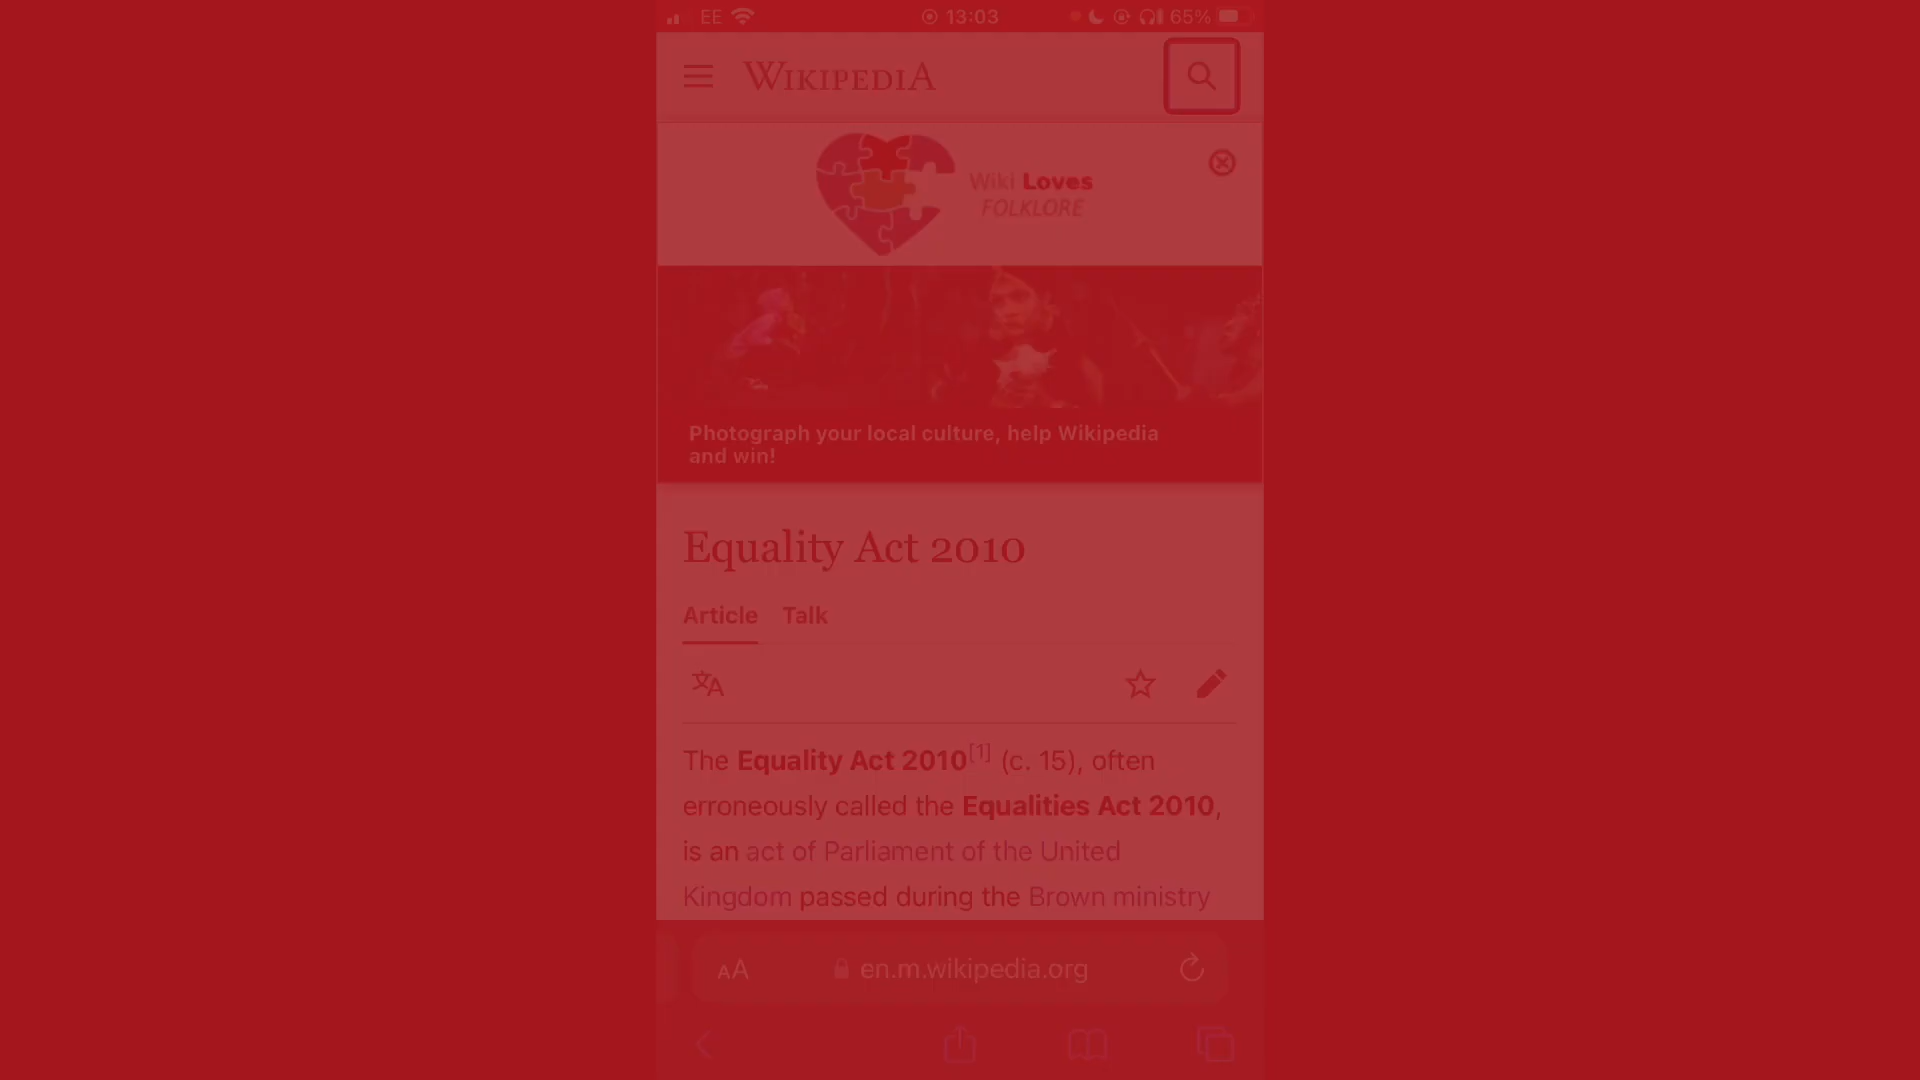 EE 13:03 65%
WIKIPEDIA
Wiki Loves
FOLKLORE
Photograph your local culture, help Wikipedia
and win!
Equality Act 2010
Article Talk
The Equality Act 2010[1] (c. 15), often
erroneously called the Equalities Act 2010,
is an act of Parliament of the United
Kingdom passed during the Brown ministry
AA en.m.wikipedia.org